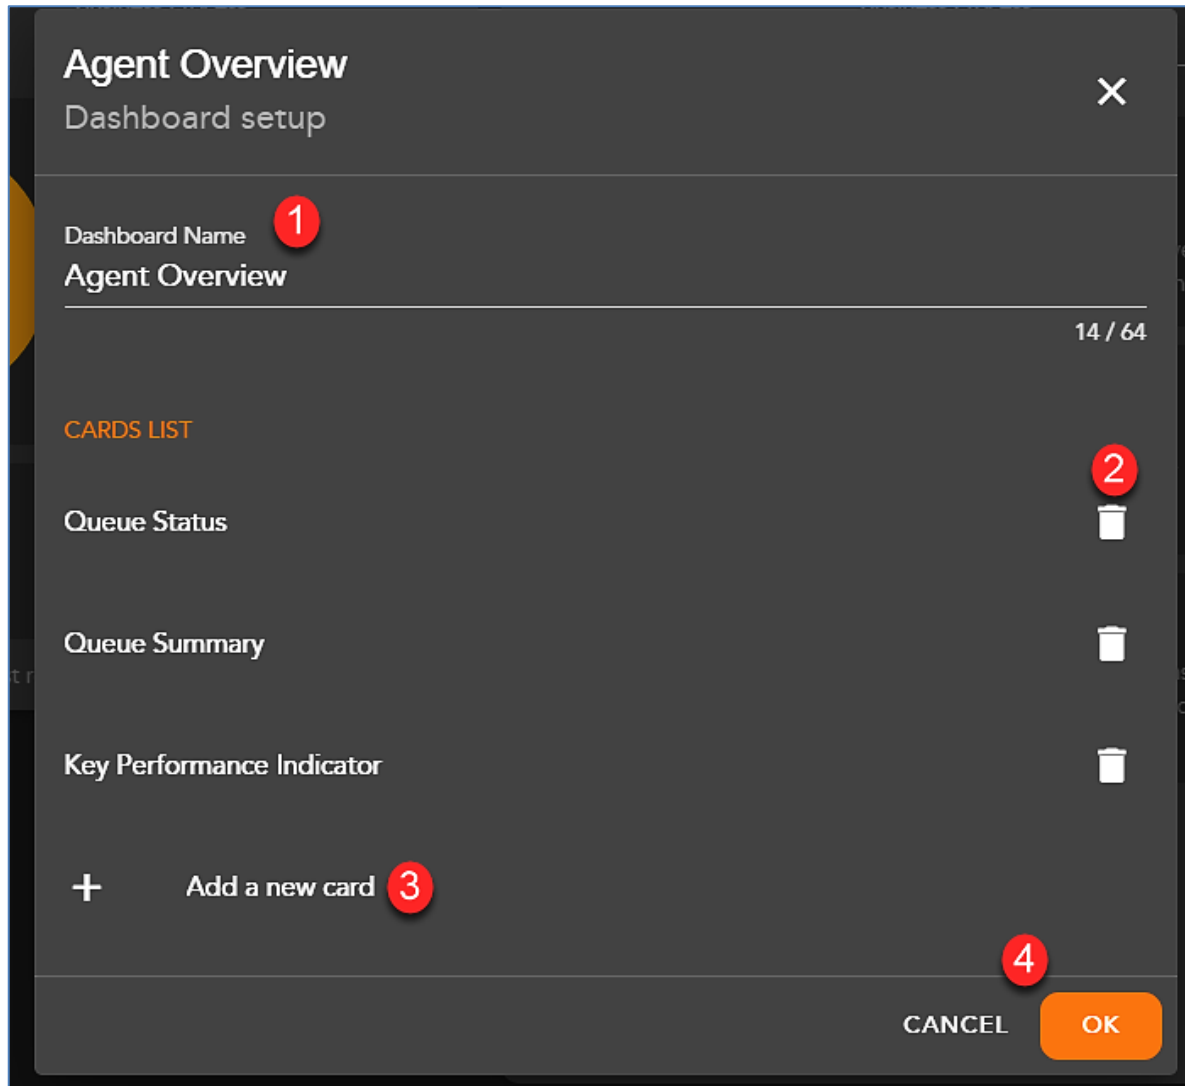 Agent Overview
Dashboard setup
1
Dashboard Name
Agent Overview
14 / 64
CARDS LIST
2
Queue Status
Queue Summary
Key Performance Indicator
Add a new card 3
4
CANCEL OK